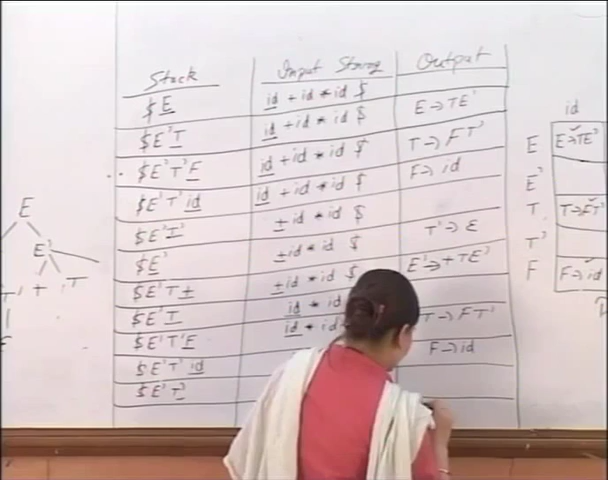 Stack Input String Output
$E id + id * id $ E → TE'
$E'T id + id * id $ T → FT'
$E'T'E id + id * id $ F → id
$E'T'id id + id * id $
$E'I' + id * id $ T' → ε
$E' + id * id $ E' → + TE'
$E'T+ + id * id $
$E'I id * id
$E'T'E id * id T → FT'
$E'T'id F → id
$E'T'
E
E'
T' + T
id
E E → TE'
E'
T T → FT'
T'
F F → id